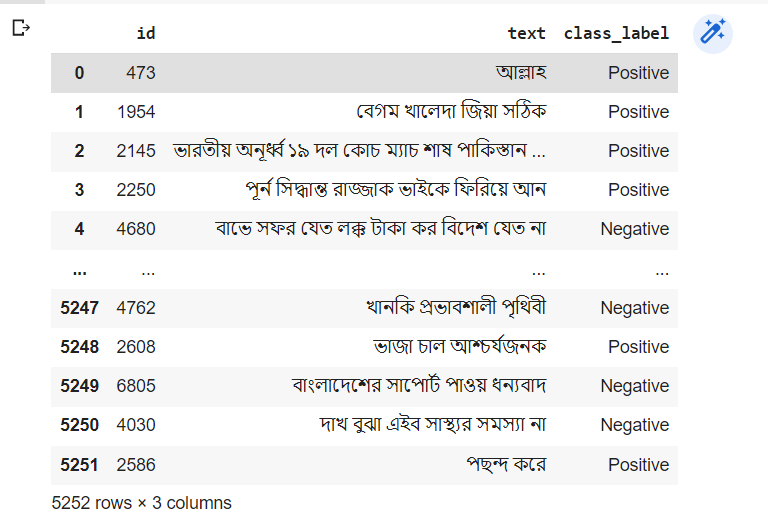 id text class_label
0 473 আল্লাহ Positive
1 1954 বেগম খালেদা জিয়া সঠিক Positive
2 2145 ভারতীয় অনূর্ধ্ব ১৯ দল কোচ ম্যাচ শাষ পাকিস্তান ... Positive
3 2250 পূর্ন সিদ্ধান্ত রাজ্জাক ভাইকে ফিরিয়ে আন Positive
4 4680 বাভে সফর যেত লক্ক টাকা কর বিদেশ যেত না Negative
... ... ... ...
5247 4762 খানকি প্রভাবশালী পৃথিবী Negative
5248 2608 ভাজা চাল আশ্চর্যজনক Positive
5249 6805 বাংলাদেশের সাপোর্ট পাওয় ধন্যবাদ Negative
5250 4030 দাখ বুঝা এইব সাস্থ্যর সমস্যা না Negative
5251 2586 পছন্দ করে Positive
5252 rows × 3 columns